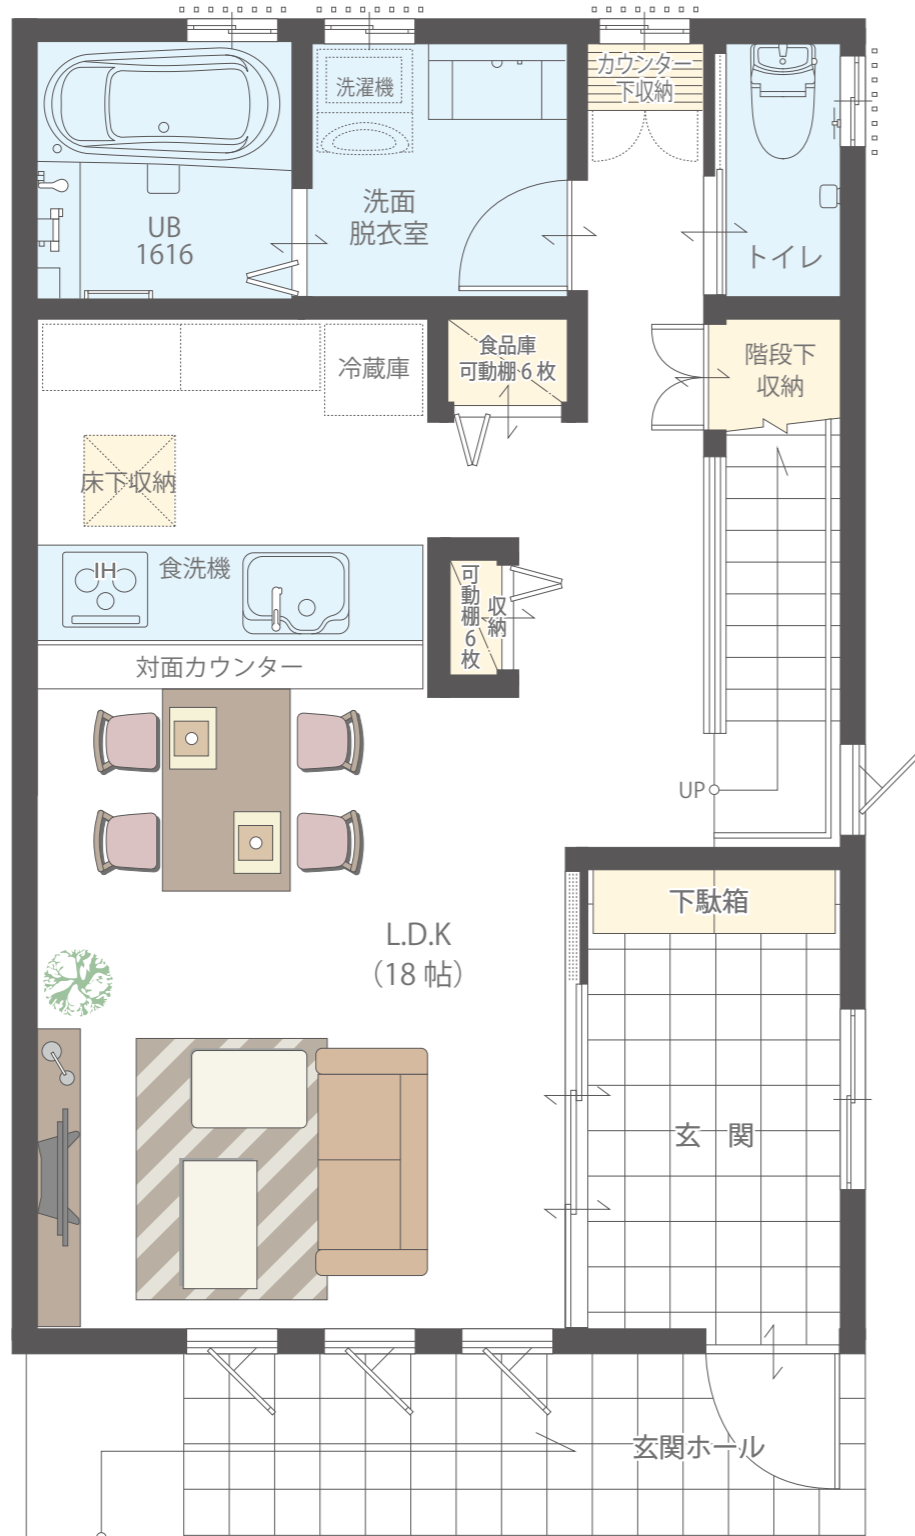 カウンター
下収納
洗濯機
洗面
脱衣室
UB
1616
トイレ
食品庫
可動棚6枚
階段下
収納
冷蔵庫
床下収納
IH
食洗機
可動棚6枚
収納
対面カウンター
UP
下駄箱
L.D.K
（18 帖）
玄 関
玄関ホール